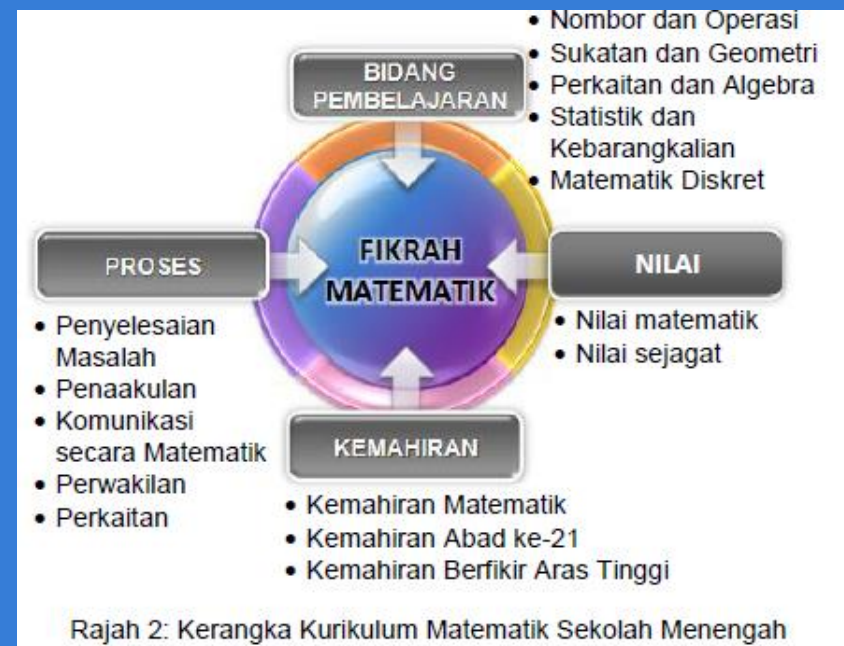 BIDANG
PEMBELAJARAN
• Nombor dan Operasi
• Sukatan dan Geometri
• Perkaitan dan Algebra
• Statistik dan
Kebarangkalian
• Matematik Diskret
PROSES
• Penyelesaian
Masalah
• Penaakulan
• Komunikasi
secara Matematik
• Perwakilan
• Perkaitan
FIKRAH
MATEMATIK
NILAI
• Nilai matematik
• Nilai sejagat
KEMAHIRAN
• Kemahiran Matematik
• Kemahiran Abad ke-21
• Kemahiran Berfikir Aras Tinggi
Rajah 2: Kerangka Kurikulum Matematik Sekolah Menengah